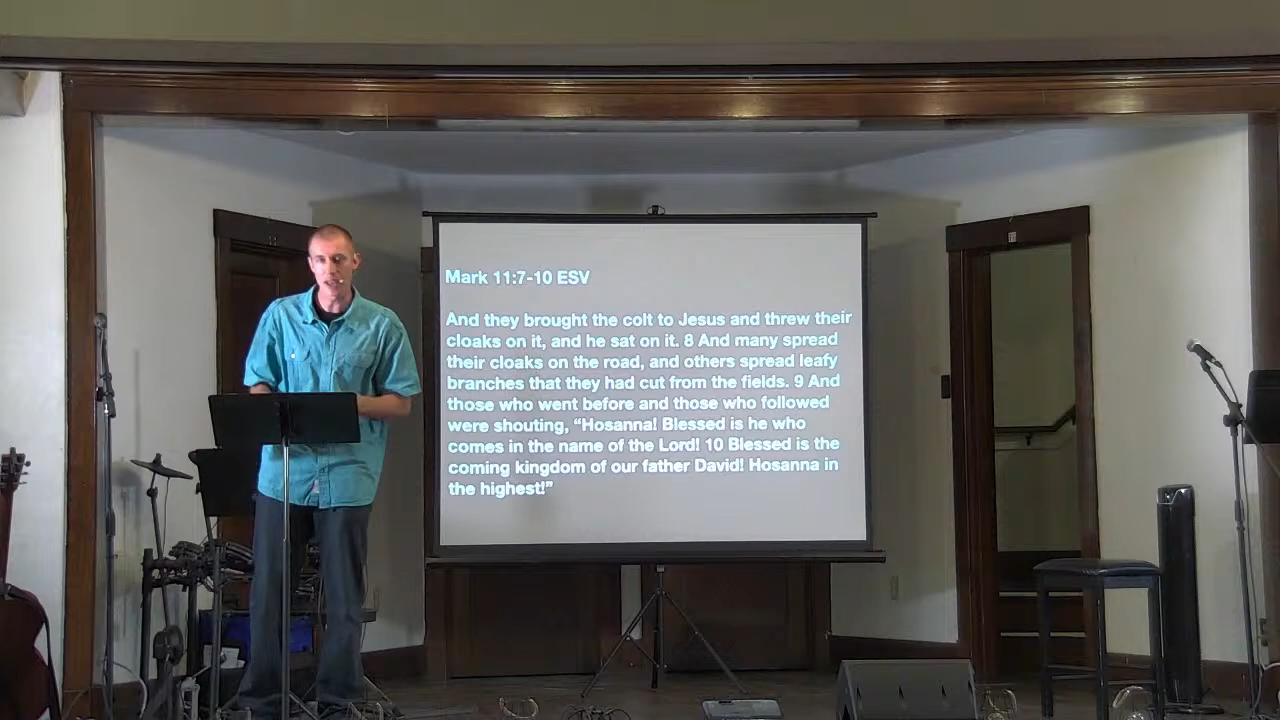 Mark 11:7-10 ESV
And they brought the colt to Jesus and threw their
cloaks on it, and he sat on it. 8 And many spread
their cloaks on the road, and others spread leafy
branches that they had cut from the fields. 9 And
those who went before and those who followed
were shouting, “Hosanna! Blessed is he who
comes in the name of the Lord! 10 Blessed is the
coming kingdom of our father David! Hosanna in
the highest!”